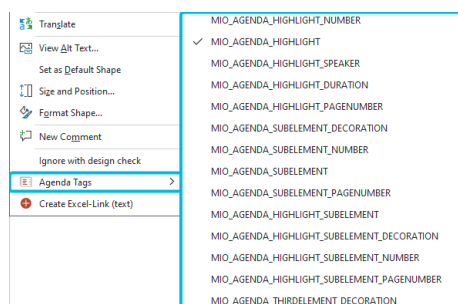 Translate
View Alt Text...
Set as Default Shape
Size and Position...
Format Shape...
New Comment
Ignore with design check
Agenda Tags
Create Excel-Link (text)
MIO_AGENDA_HIGHLIGHT_NUMBER
MIO_AGENDA_HIGHLIGHT
MIO_AGENDA_HIGHLIGHT_SPEAKER
MIO_AGENDA_HIGHLIGHT_DURATION
MIO_AGENDA_HIGHLIGHT_PAGENUMBER
MIO_AGENDA_SUBELEMENT_DECORATION
MIO_AGENDA_SUBELEMENT_NUMBER
MIO_AGENDA_SUBELEMENT
MIO_AGENDA_SUBELEMENT_PAGENUMBER
MIO_AGENDA_HIGHLIGHT_SUBELEMENT
MIO_AGENDA_HIGHLIGHT_SUBELEMENT_DECORATION
MIO_AGENDA_HIGHLIGHT_SUBELEMENT_NUMBER
MIO_AGENDA_HIGHLIGHT_SUBELEMENT_PAGENUMBER
MIO_AGENDA_THIRDELEMENT_DECORATION